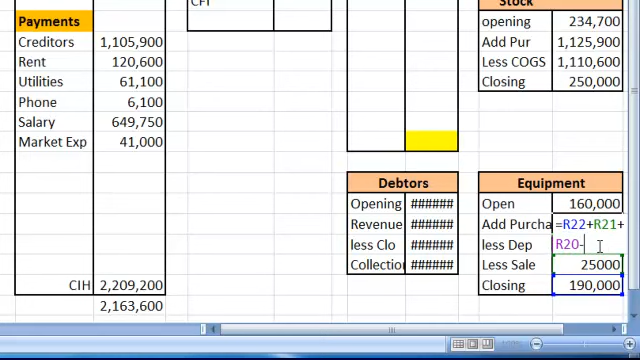 CFI
Stock
Payments
opening 234,700
Creditors 1,105,900
Add Pur 1,125,900
Rent 120,600
Less COGS 1,110,600
Utilities 61,100
Closing 250,000
Phone 6,100
Salary 649,750
Market Exp 41,000
Debtors
Equipment
Opening ######
Open 160,000
Revenue ######
Add Purcha =R22+R21+
less Clo ######
less Dep R20-
Collection ######
Less Sale 25000
CIH 2,209,200
Closing 190,000
2,163,600